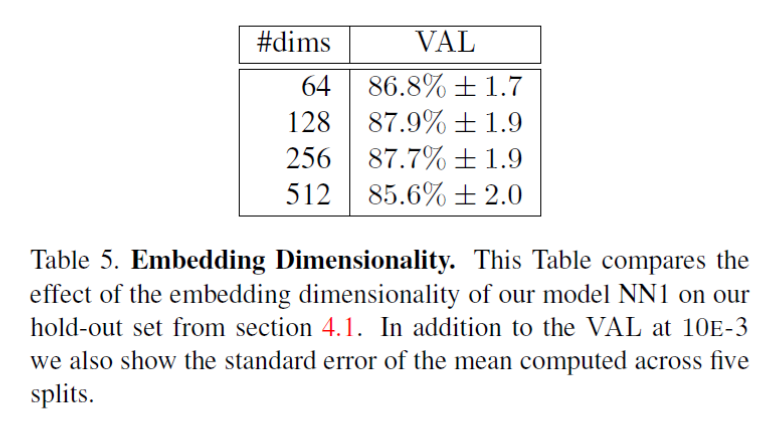 #dims VAL
64 86.8% ± 1.7
128 87.9% ± 1.9
256 87.7% ± 1.9
512 85.6% ± 2.0
Table 5. Embedding Dimensionality. This Table compares the
effect of the embedding dimensionality of our model NN1 on our
hold-out set from section 4.1. In addition to the VAL at 10E-3
we also show the standard error of the mean computed across five
splits.